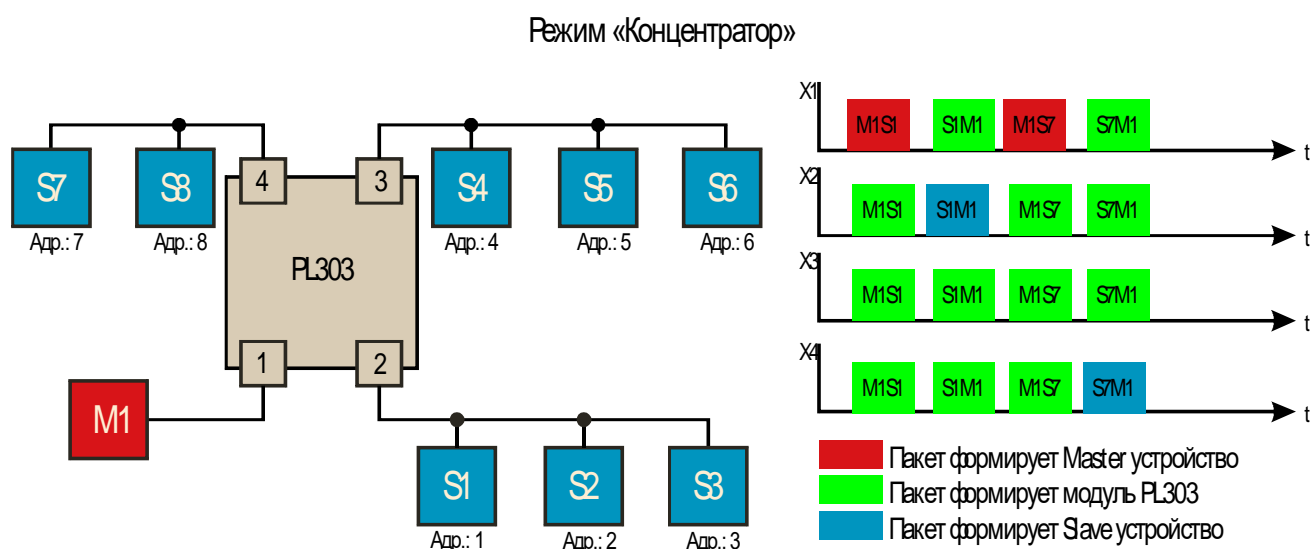 Режим «Концентратор»
4
3
S7
S8
S4
S5
S6
Адр.: 7
Адр.: 8
Адр.: 4
Адр.: 5
Адр.: 6
PL303
1
2
M1
S1
S2
S3
Адр.: 1
Адр.: 2
Адр.: 3
X1
M1S1
S1M1
M1S7
S7M1
t
X2
M1S1
S1M1
M1S7
S7M1
t
X3
M1S1
S1M1
M1S7
S7M1
t
X4
M1S1
S1M1
M1S7
S7M1
t
Пакет формирует Master устройство
Пакет формирует модуль PL303
Пакет формирует Slave устройство